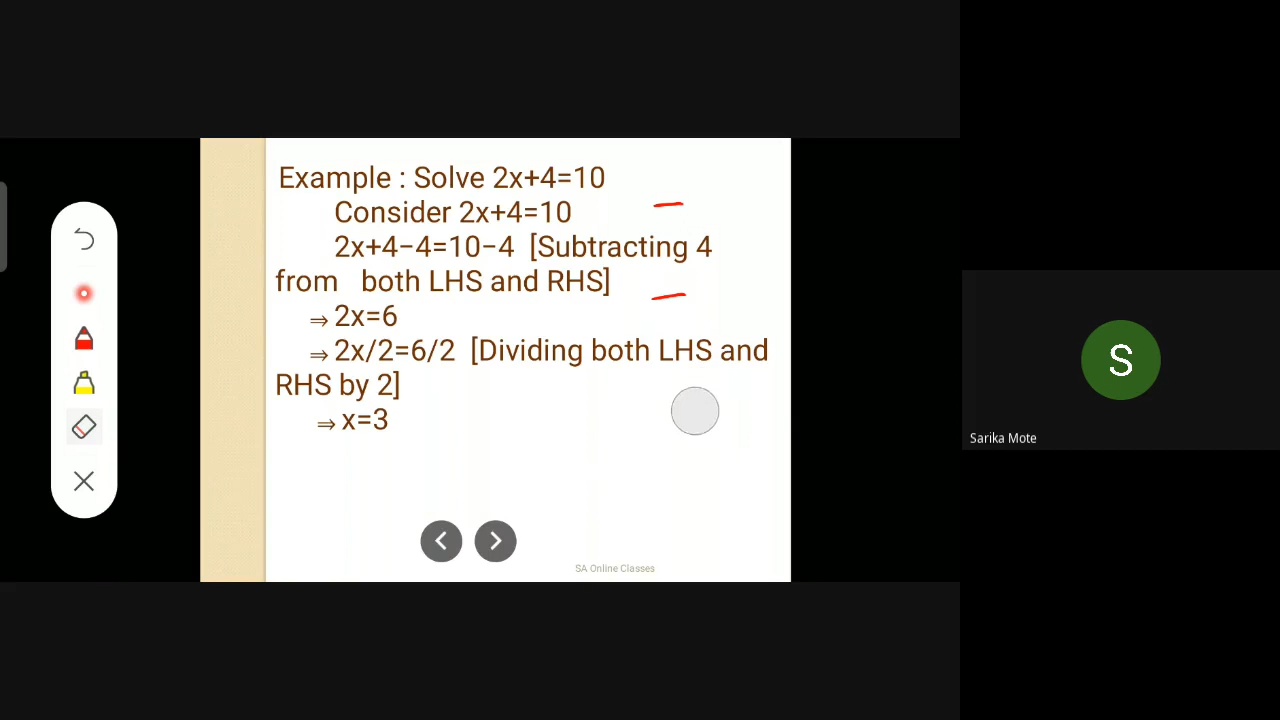 Example : Solve 2x+4=10
Consider 2x+4=10
2x+4−4=10−4 [Subtracting 4
from both LHS and RHS]
⇒ 2x=6
⇒ 2x/2=6/2 [Dividing both LHS and
RHS by 2]
⇒ x=3
SA Online Classes
S
Sarika Mote